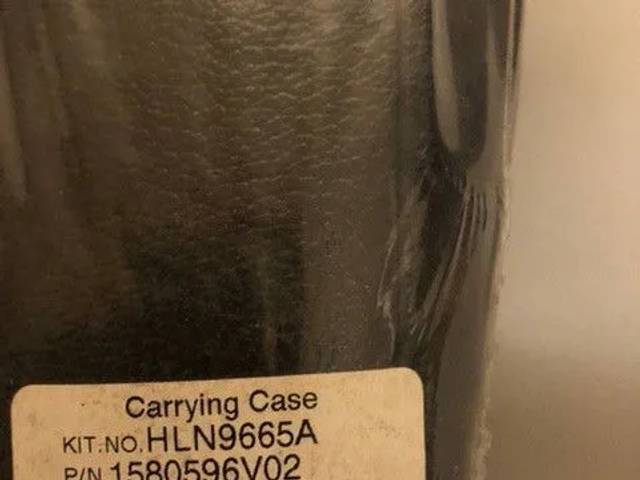 Carrying Case
KIT.NO.HLN9665A
P/N 1580596V02